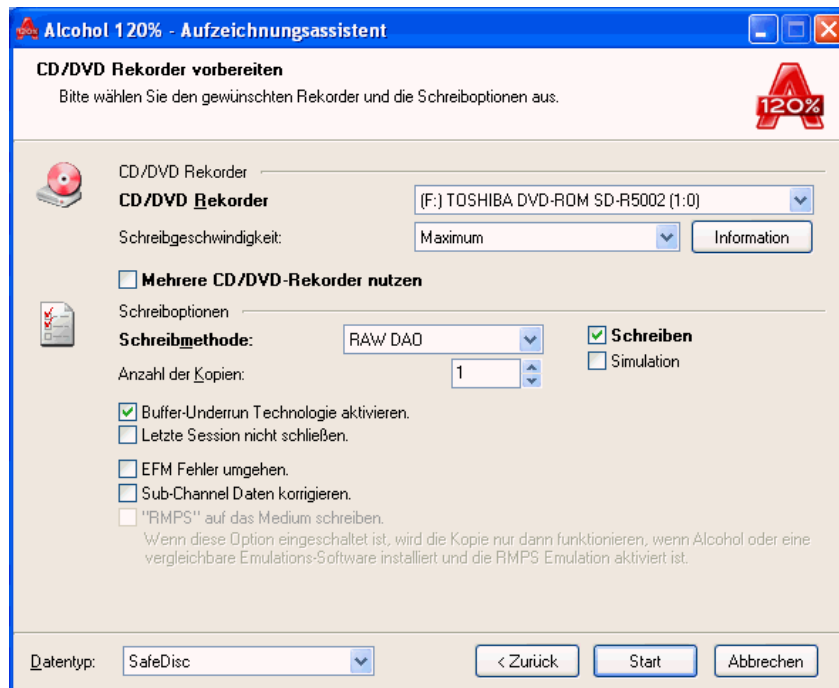 Alcohol 120% - Aufzeichnungsassistent
CD/DVD Rekorder vorbereiten
Bitte wählen Sie den gewünschten Rekorder und die Schreiboptionen aus.
120%
CD/DVD Rekorder
CD/DVD Rekorder (F:) TOSHIBA DVD-ROM SD-R5002 (1:0)
Schreibgeschwindigkeit: Maximum Information
Mehrere CD/DVD-Rekorder nutzen
Schreiboptionen
Schreibmethode: RAW DAO Schreiben
Simulation
Anzahl der Kopien: 1
Buffer-Underrun Technologie aktivieren.
Letzte Session nicht schließen.
EFM Fehler umgehen.
Sub-Channel Daten korrigieren.
"RMPS" auf das Medium schreiben.
Wenn diese Option eingeschaltet ist, wird die Kopie nur dann funktionieren, wenn Alcohol oder eine
vergleichbare Emulations-Software installiert und die RMPS Emulation aktiviert ist.
Datentyp: SafeDisc < Zurück Start Abbrechen